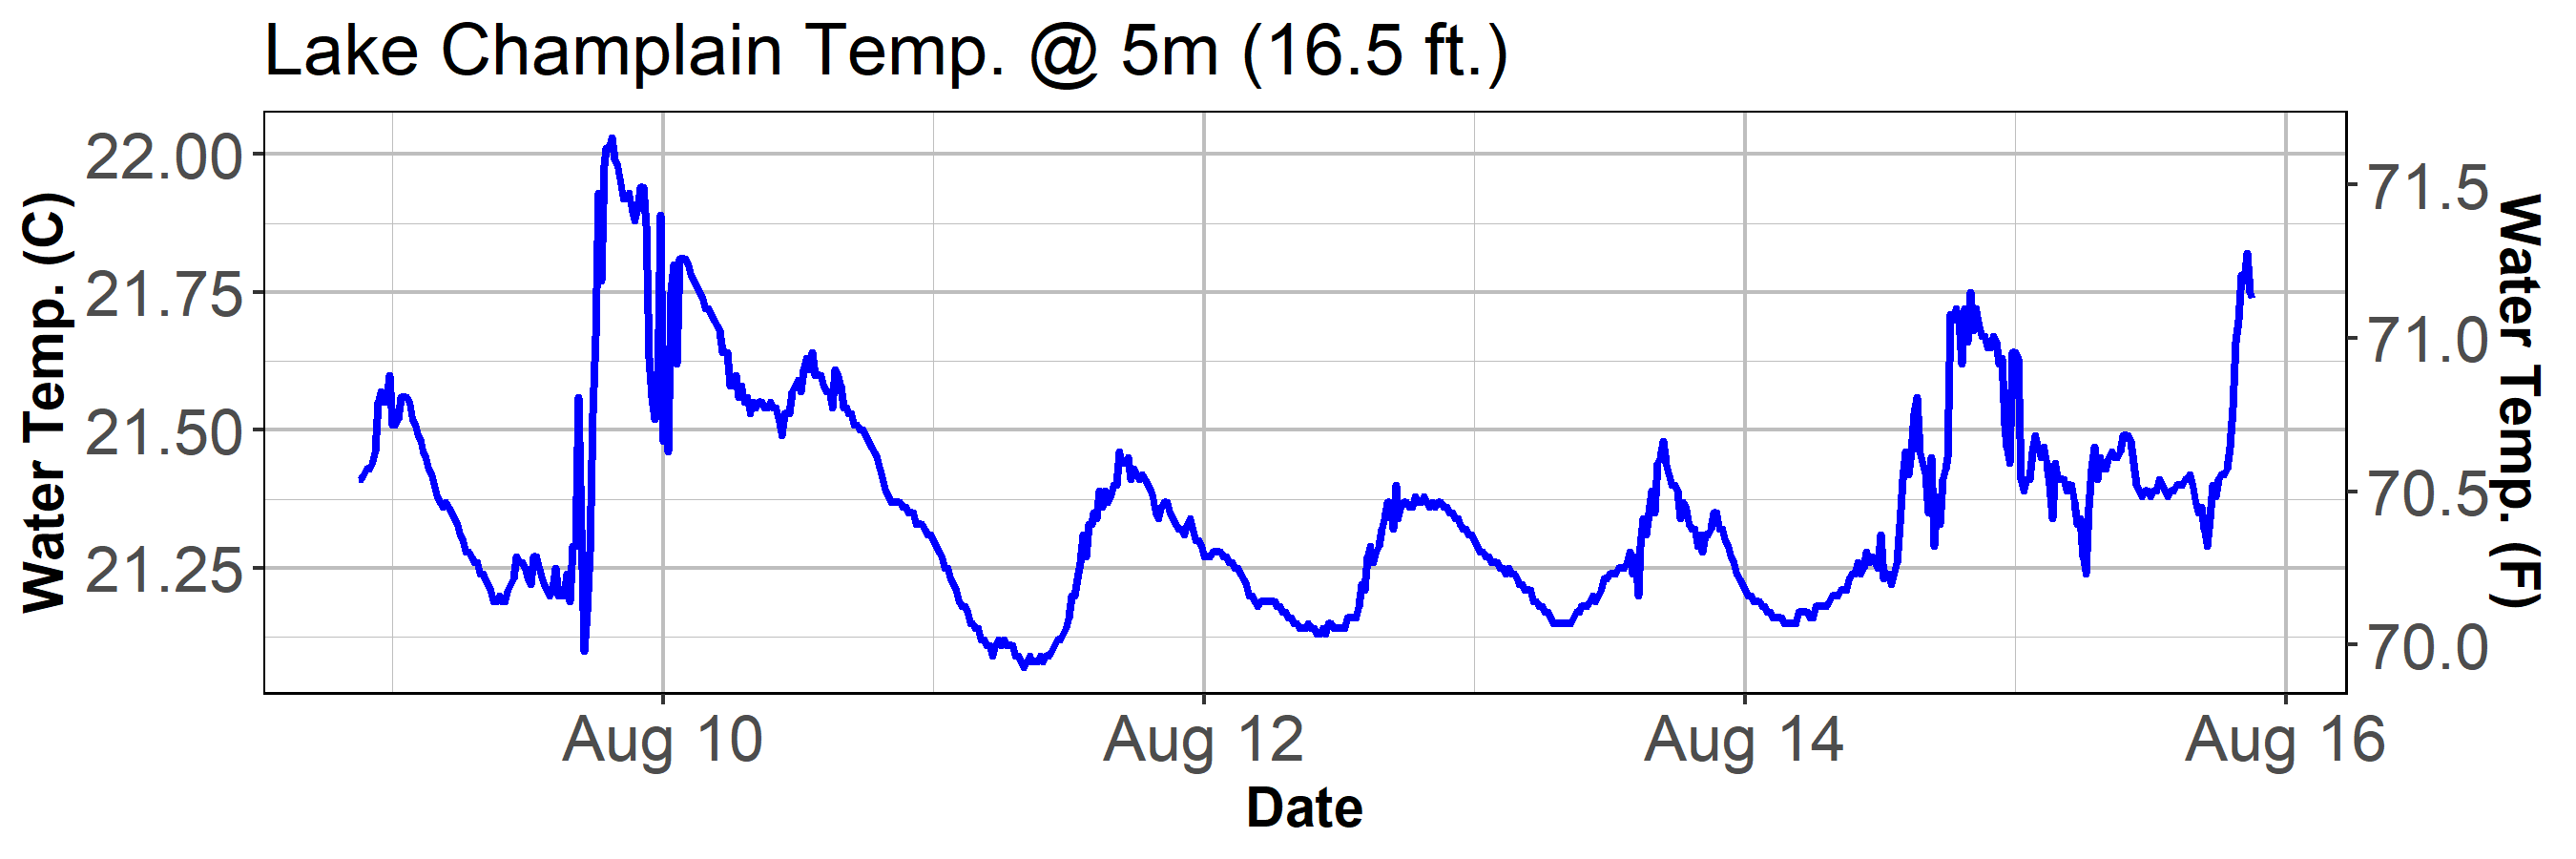 Lake Champlain Temp. @ 5m (16.5 ft.)
Water Temp. (C)
22.00
21.75
21.50
21.25
71.5
71.0
70.5
70.0
Water Temp. (F)
Aug 10
Aug 12
Aug 14
Aug 16
Date